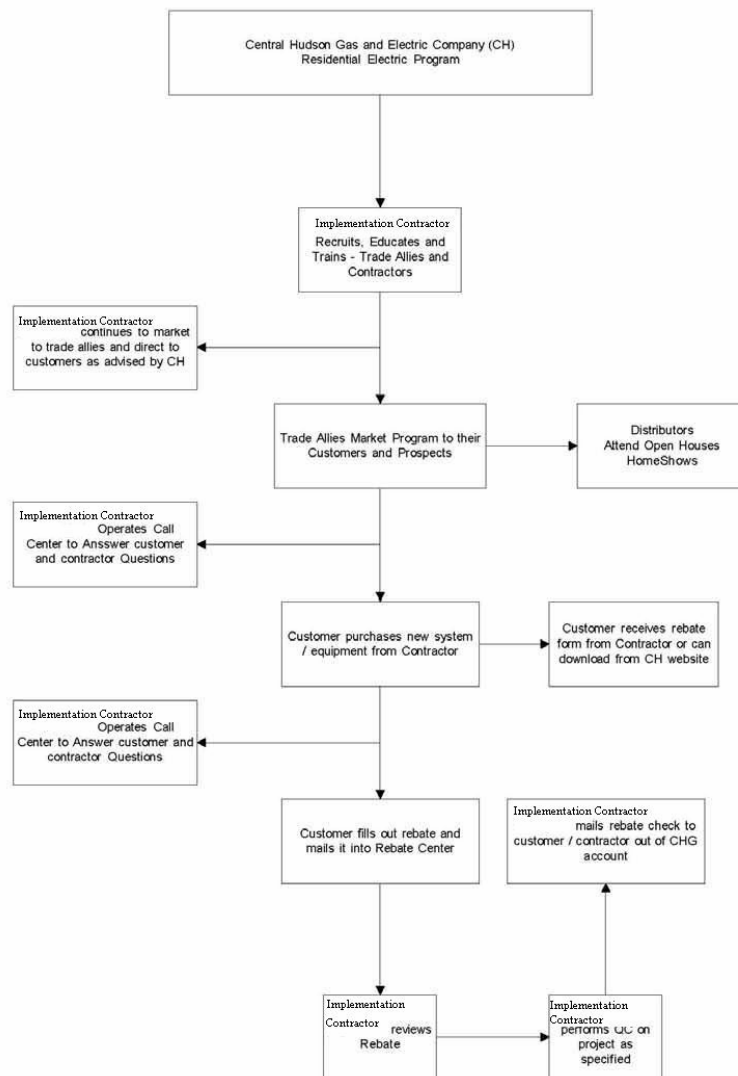 Central Hudson Gas and Electric Company (CH)
Residential Electric Program
Implementation Contractor
Recruits, Educates and
Trains - Trade Allies and
Contractors
Implementation Contractor
continues to market
to trade allies and direct to
customers as advised by CH
Trade Allies Market Program to their
Customers and Prospects
Distributors
Attend Open Houses
HomeShows
Implementation Contractor
Operates Call
Center to Ansswer customer
and contractor Questions
Customer purchases new system
/ equipment from Contractor
Customer receives rebate
form from Contractor or can
download from CH website
Implementation Contractor
Operates Call
Center to Answer customer and
contractor Questions
Customer fills out rebate and
mails it into Rebate Center
Implementation Contractor
mails rebate check to
customer / contractor out of CHG
account
Implementation
Contractor reviews
Rebate
Implementation
Contractor
performs QC on
project as
specified